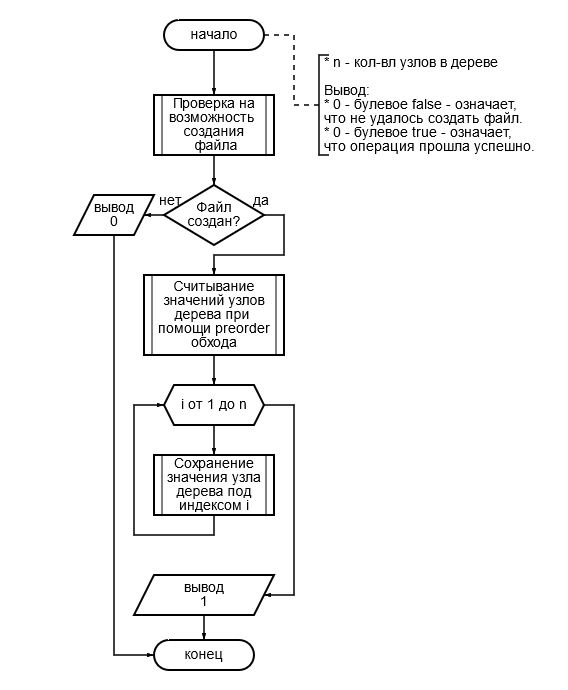 начало
* n - кол-вл узлов в дереве
Вывод:
* 0 - булевое false - означает,
что не удалось создать файл.
* 0 - булевое true - означает,
что операция прошла успешно.
Проверка на
возможность
создания
файла
нет
да
Файл
создан?
вывод
0
Считывание
значений узлов
дерева при
помощи preorder
обхода
i от 1 до n
Сохранение
значения узла
дерева под
индексом i
вывод
1
конец